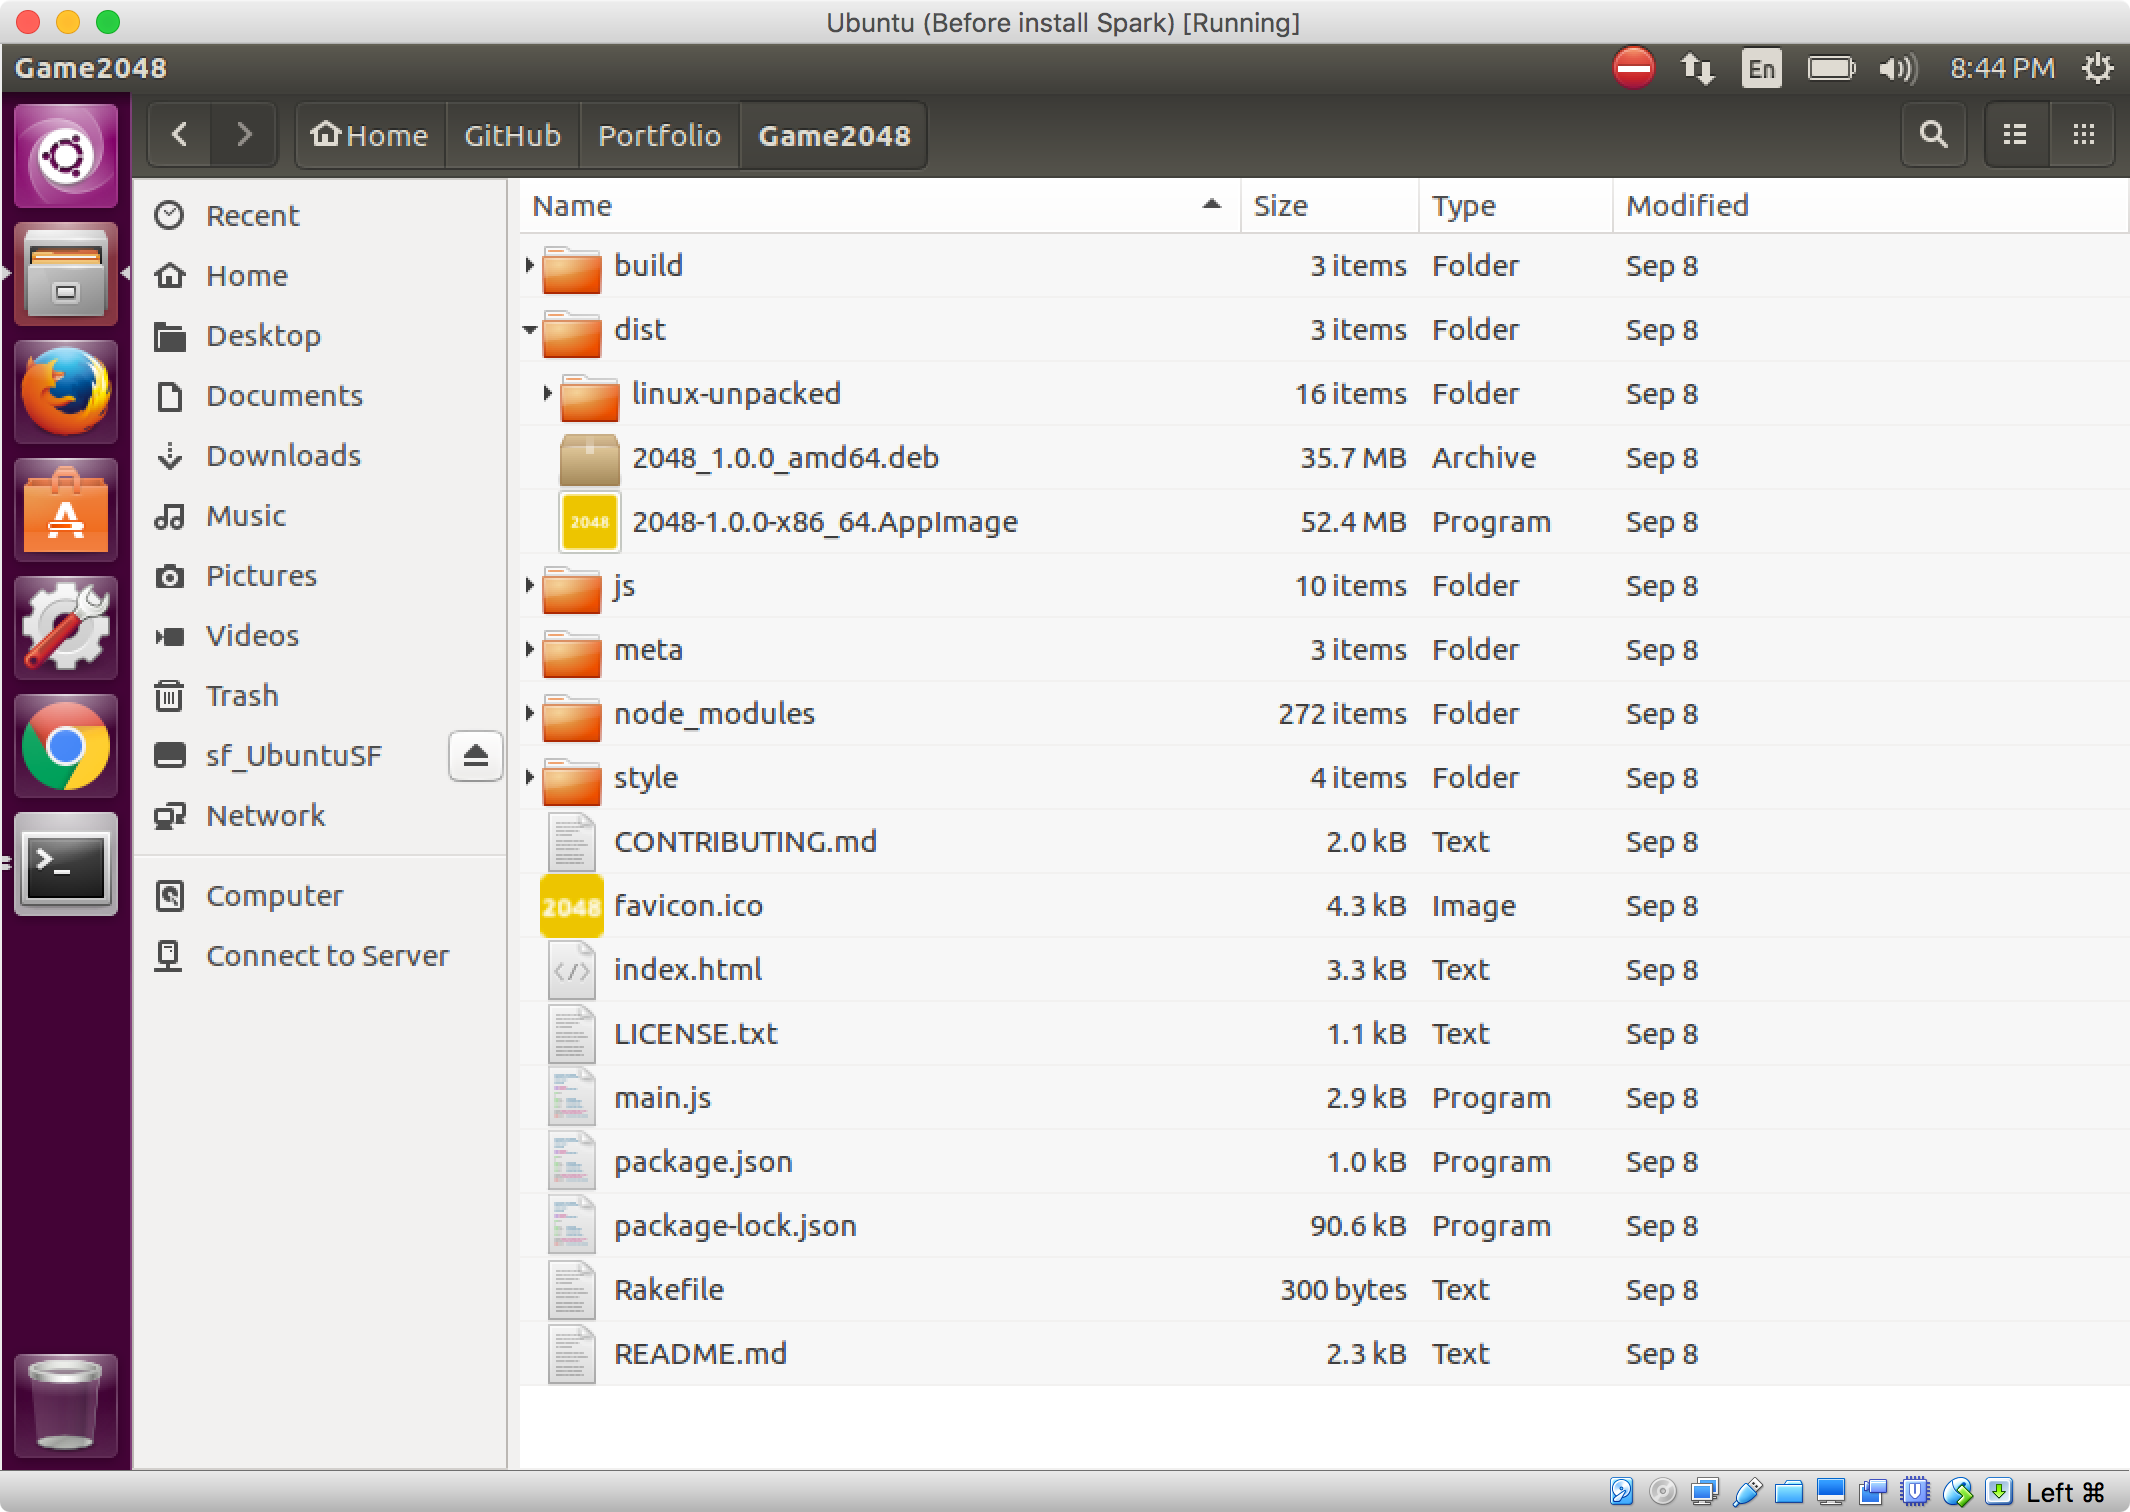 Ubuntu (Before install Spark) [Running]
Game2048 En 8:44 PM
Home GitHub Portfolio Game2048
Recent
Home
Desktop
Documents
Downloads
Music
Pictures
Videos
Trash
sf_UbuntuSF
Network
Computer
Connect to Server
Name Size Type Modified
build 3 items Folder Sep 8
dist 3 items Folder Sep 8
linux-unpacked 16 items Folder Sep 8
2048_1.0.0_amd64.deb 35.7 MB Archive Sep 8
2048 2048-1.0.0-x86_64.AppImage 52.4 MB Program Sep 8
js 10 items Folder Sep 8
meta 3 items Folder Sep 8
node_modules 272 items Folder Sep 8
style 4 items Folder Sep 8
CONTRIBUTING.md 2.0 kB Text Sep 8
2048 favicon.ico 4.3 kB Image Sep 8
index.html 3.3 kB Text Sep 8
LICENSE.txt 1.1 kB Text Sep 8
main.js 2.9 kB Program Sep 8
package.json 1.0 kB Program Sep 8
package-lock.json 90.6 kB Program Sep 8
Rakefile 300 bytes Text Sep 8
README.md 2.3 kB Text Sep 8
Left ⌘